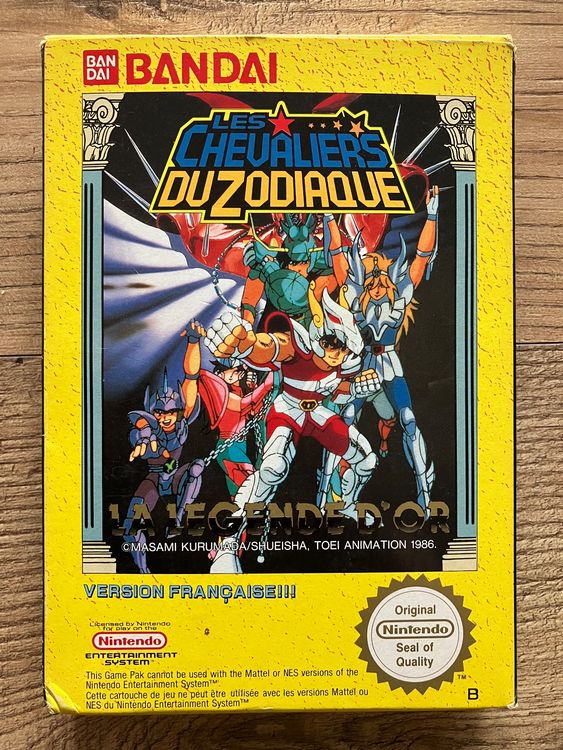 BAN
DAI
BANDAI
LES
CHEVALIERS
DU ZODIAQUE
LA LEGENDE D'OR
©MASAMI KURUMADA/SHUEISHA, TOEI ANIMATION 1986.
VERSION FRANÇAISE!!!
Licensed by Nintendo
for play on the
Nintendo
ENTERTAINMENT
SYSTEM™
Original
Nintendo
Seal of
Quality
™
This Game Pak cannot be used with the Mattel or NES versions of the
Nintendo Entertainment System™
Cette cartouche de jeu ne peut être utilisée avec les versions Mattel ou
NES du Nintendo Entertainment System™
B